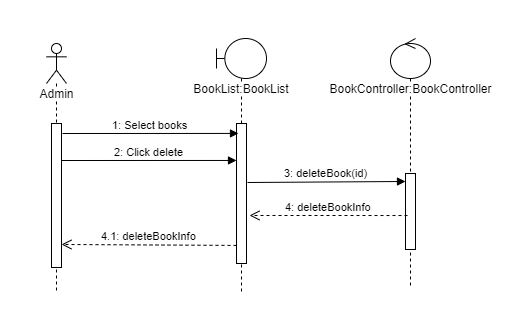 Admin
BookList:BookList
BookController:BookController
1: Select books
2: Click delete
3: deleteBook(id)
4: deleteBookInfo
4.1: deleteBookInfo